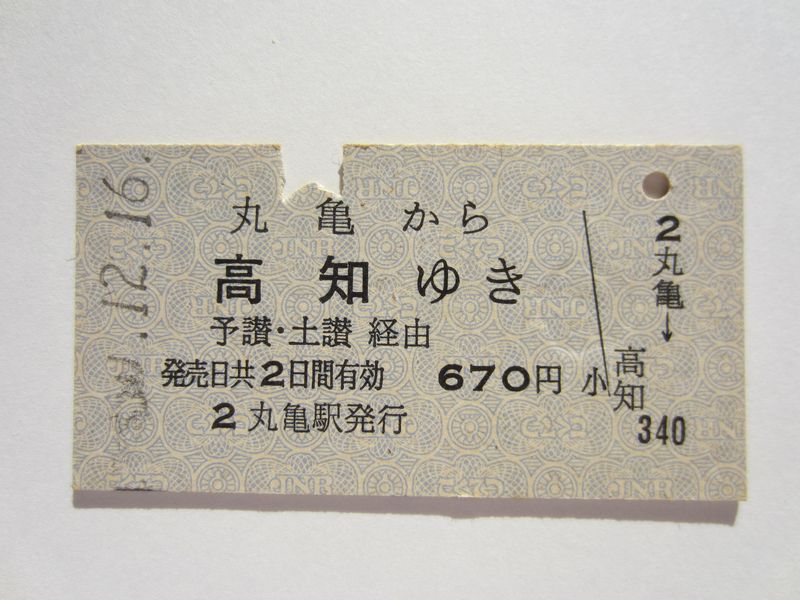 丸亀から
高知ゆき
予讃・土讃 経由
発売日共2日間有効 670円
2 丸亀駅発行
小
2
丸亀→
高知
340
.12.16.